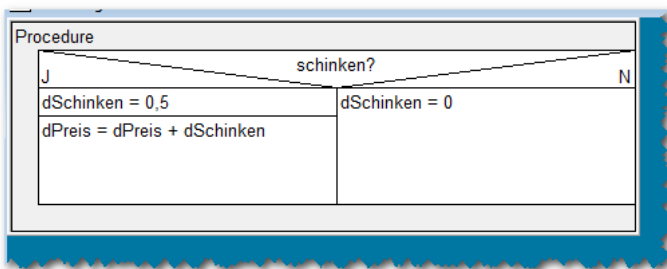 Procedure
schinken?
J
N
dSchinken = 0,5
dSchinken = 0
dPreis = dPreis + dSchinken